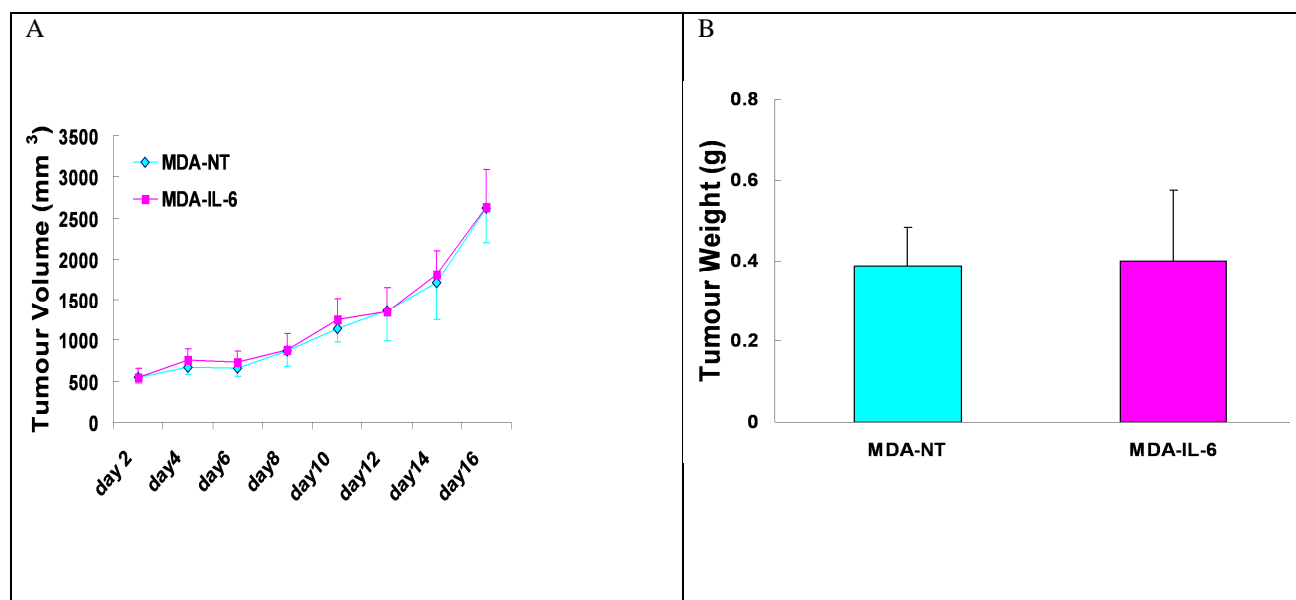 A
Tumour Volume (mm 3)
3500
3000
2500
2000
1500
1000
500
0
MDA-NT
MDA-IL-6
day 2
day4
day6
day8
day10
day12
day14
day16
B
Tumour Weight (g)
0.8
0.6
0.4
0.2
0
MDA-NT
MDA-IL-6